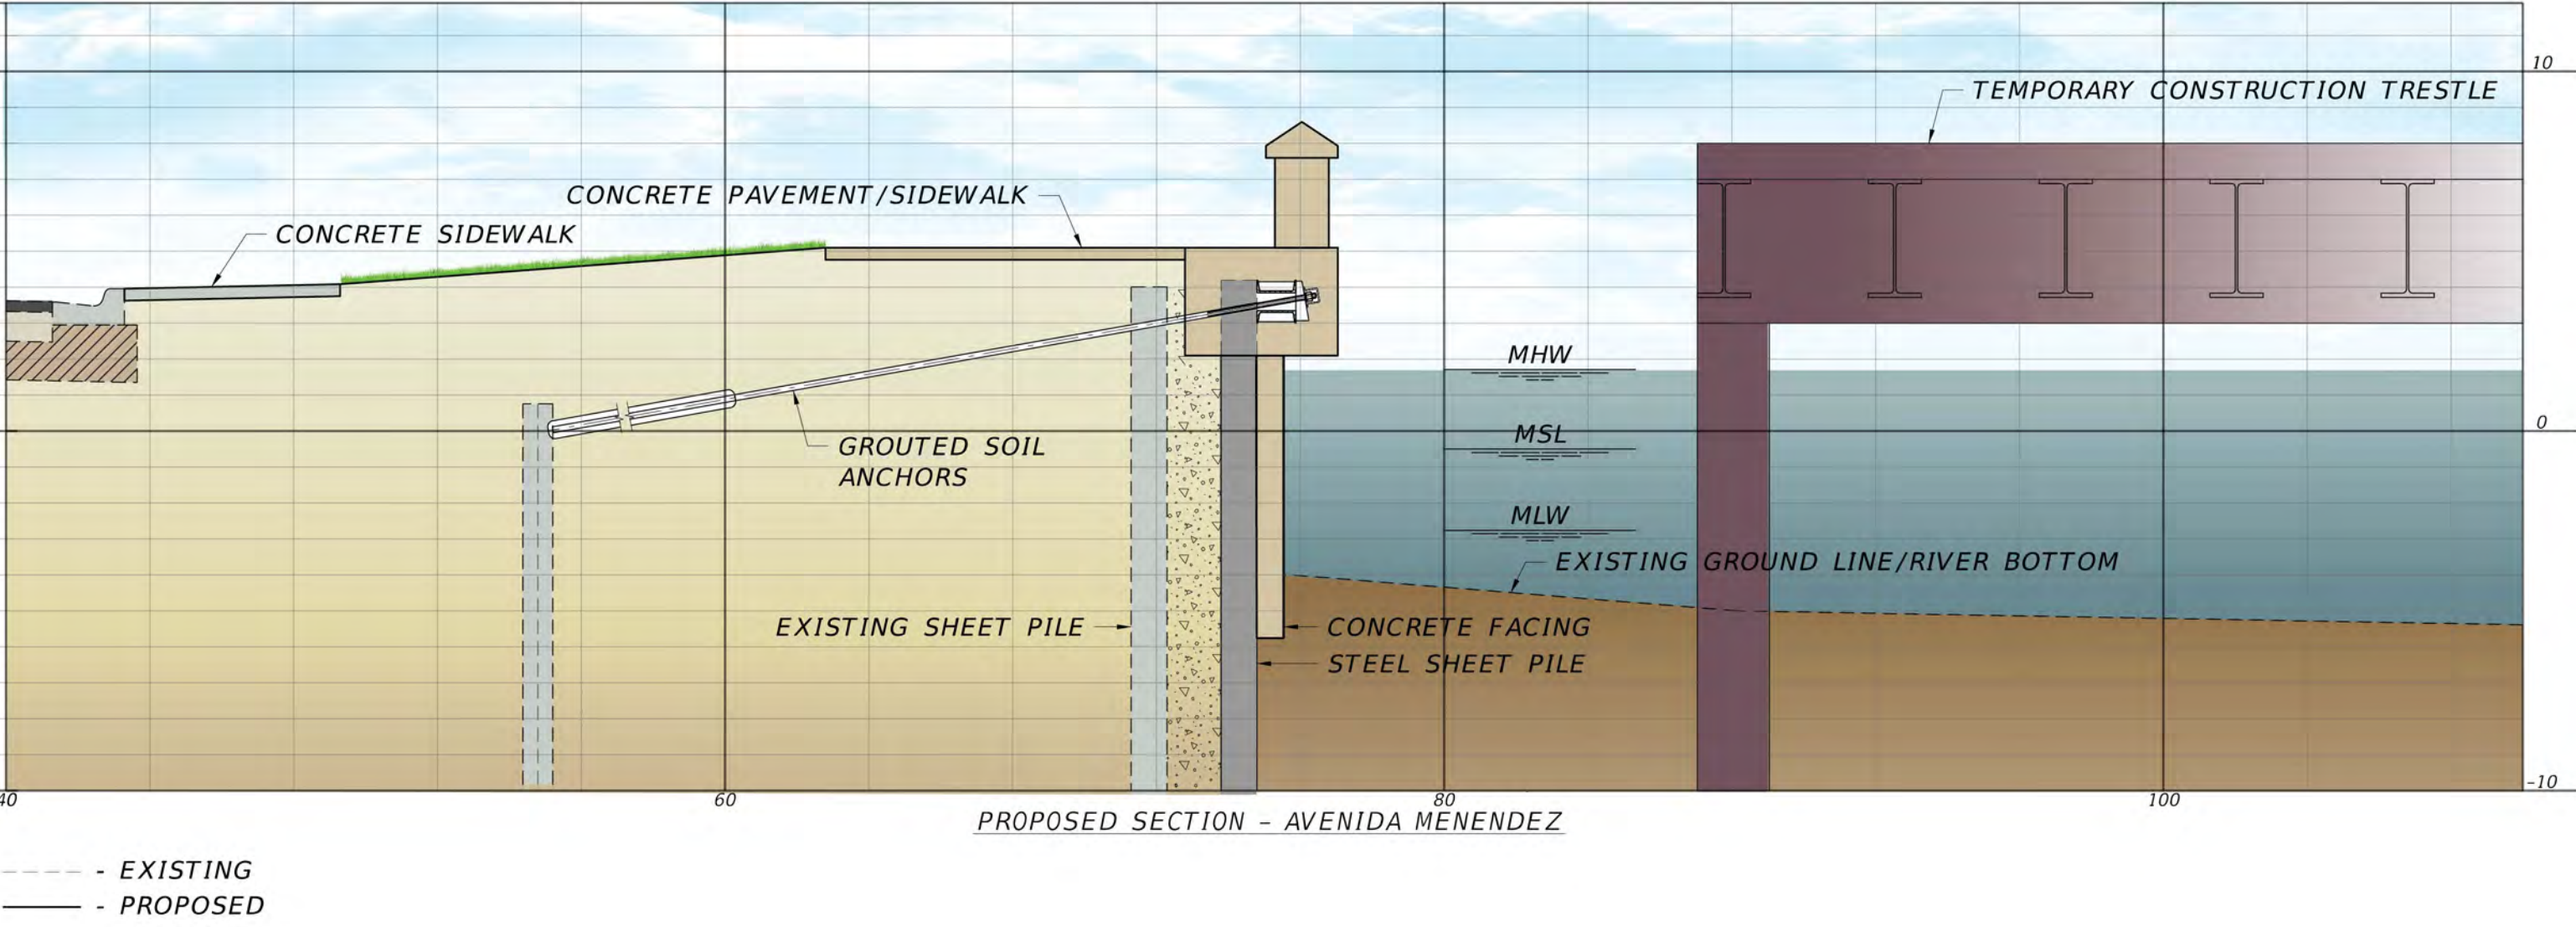 10
TEMPORARY CONSTRUCTION TRESTLE
CONCRETE PAVEMENT/SIDEWALK
CONCRETE SIDEWALK
MHW
0
MSL
GROUTED SOIL
ANCHORS
MLW
EXISTING GROUND LINE/RIVER BOTTOM
EXISTING SHEET PILE
CONCRETE FACING
STEEL SHEET PILE
-10
40
60
80
100
PROPOSED SECTION - AVENIDA MENENDEZ
- EXISTING
- PROPOSED